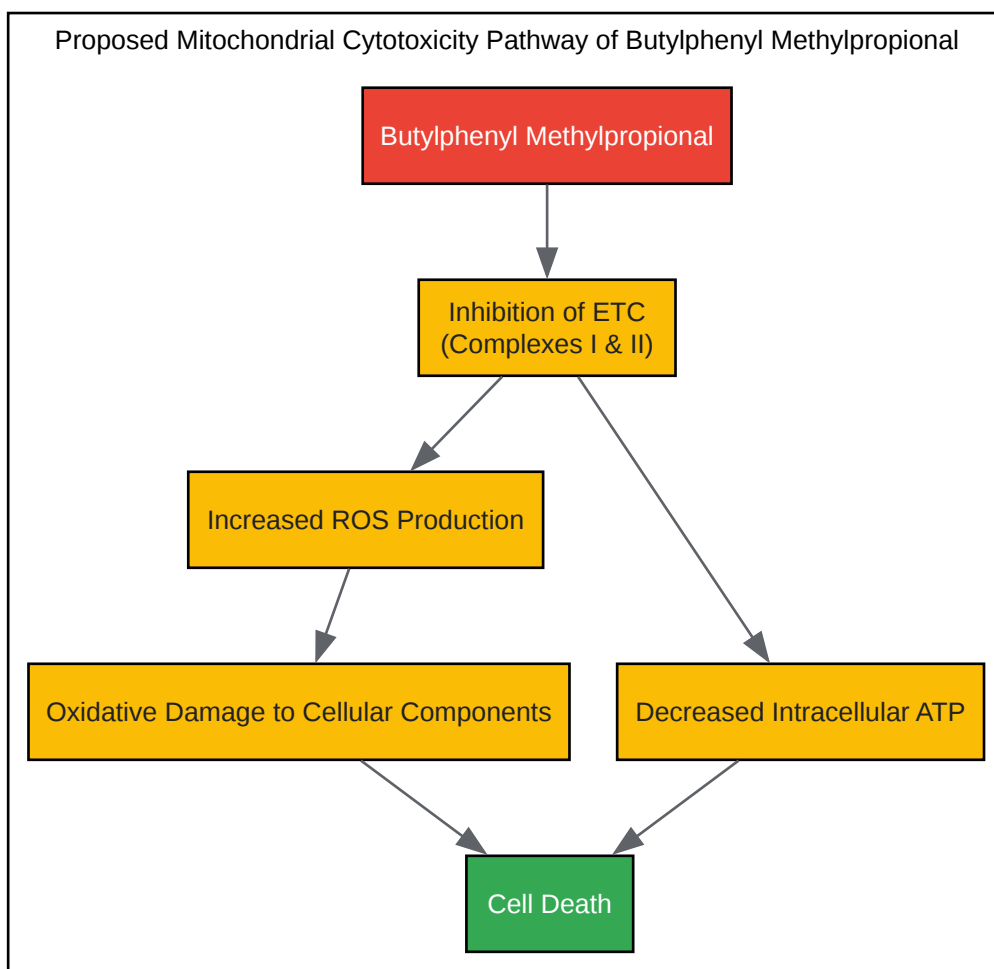 Proposed Mitochondrial Cytotoxicity Pathway of Butylphenyl Methylpropional
Butylphenyl Methylpropional
Inhibition of ETC
(Complexes I & II)
Increased ROS Production
Oxidative Damage to Cellular Components
Decreased Intracellular ATP
Cell Death